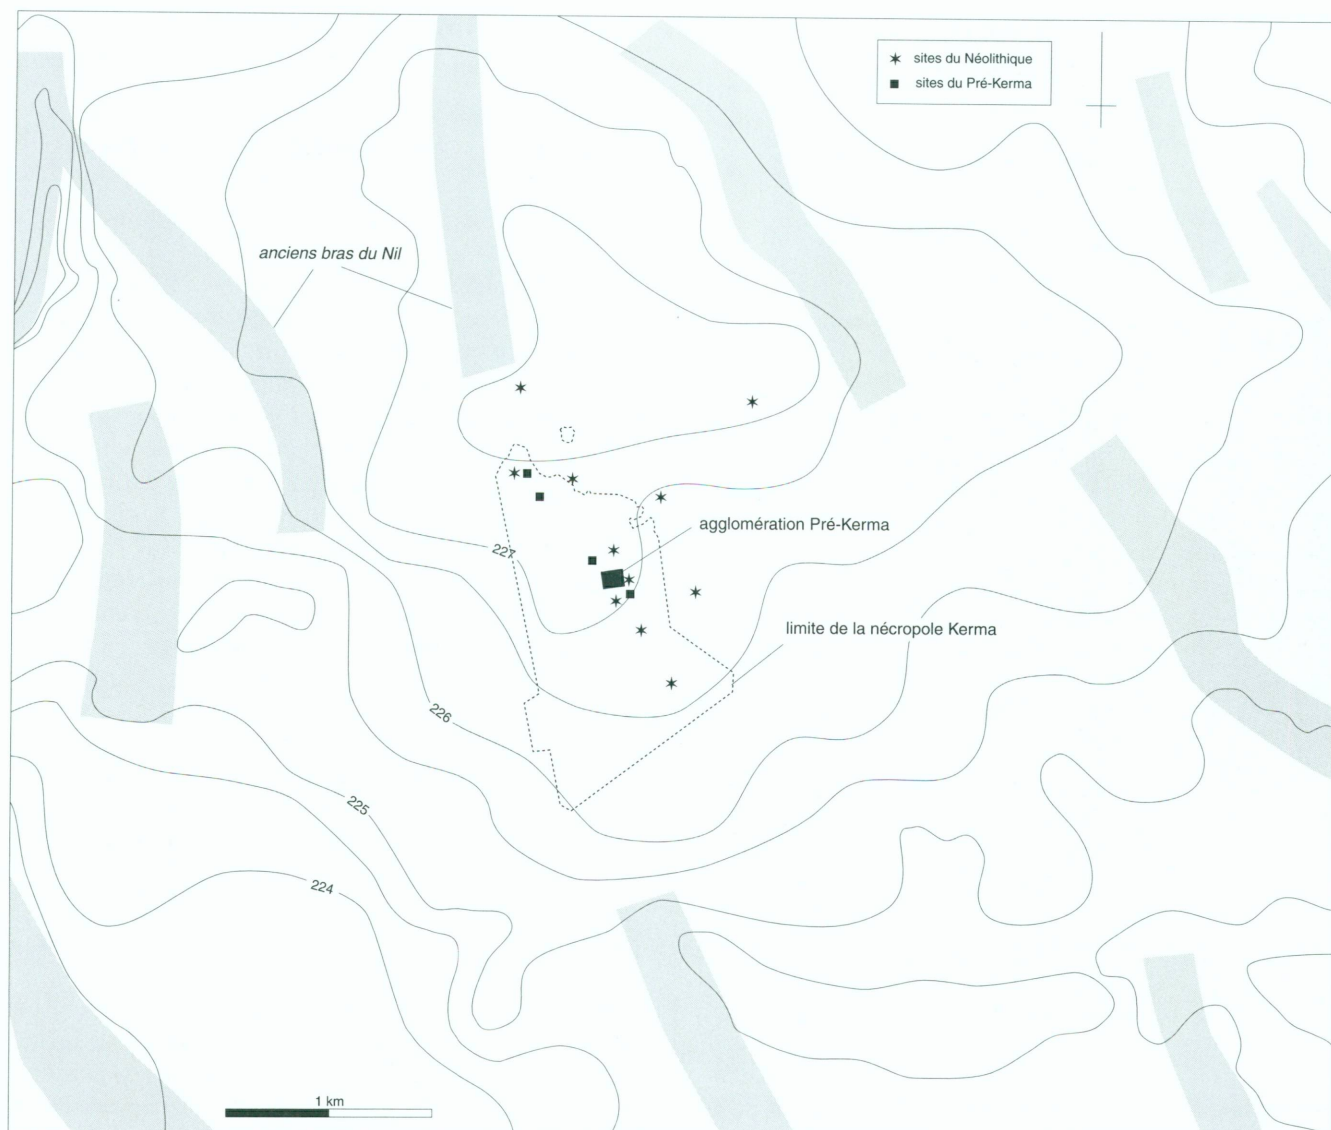 sites du Néolithique
sites du Pré-Kerma
anciens bras du Nil
agglomération Pré-Kerma
227
limite de la nécropole Kerma
226
225
224
1 km